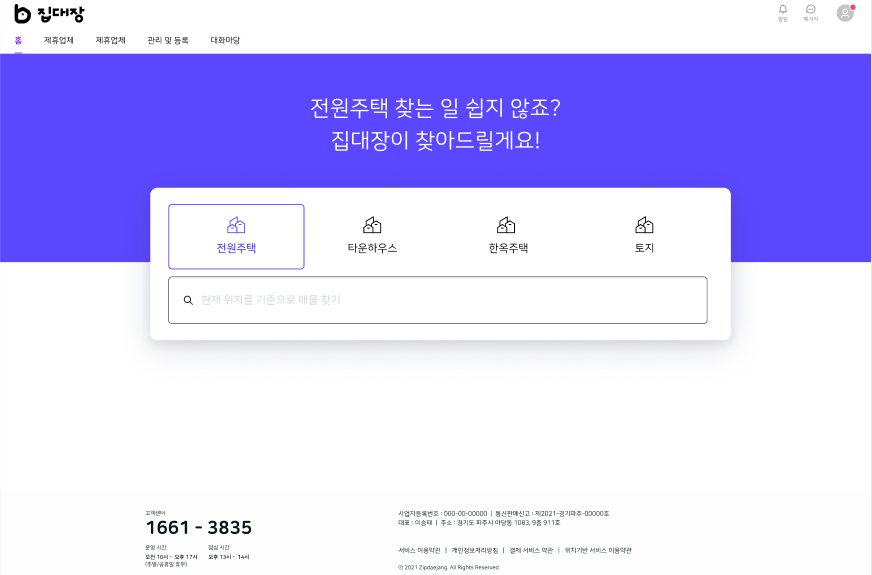 집대장
알림 메시지
홈 제휴업체 제휴업체 관리 및 등록 대화마당
전원주택 찾는 일 쉽지 않죠?
집대장이 찾아드릴게요!
전원주택 타운하우스 한옥주택 토지
현재 위치를 기준으로 매물 찾기
고객센터
1661 - 3835
운영 시간 점심 시간
오전 10시 - 오후 17시 오후 13시 - 14시
(주말/공휴일 휴무)
사업자등록번호 : 000-00-00000 | 통신판매신고 : 제2021-경기파주-00000호
대표 : 이승태 | 주소 : 경기도 파주시 야당동 1083, 9층 911호
서비스 이용약관 | 개인정보처리방침 | 결제 서비스 약관 | 위치기반 서비스 이용약관
© 2021 Zipdaejang. All Rights Reserved.